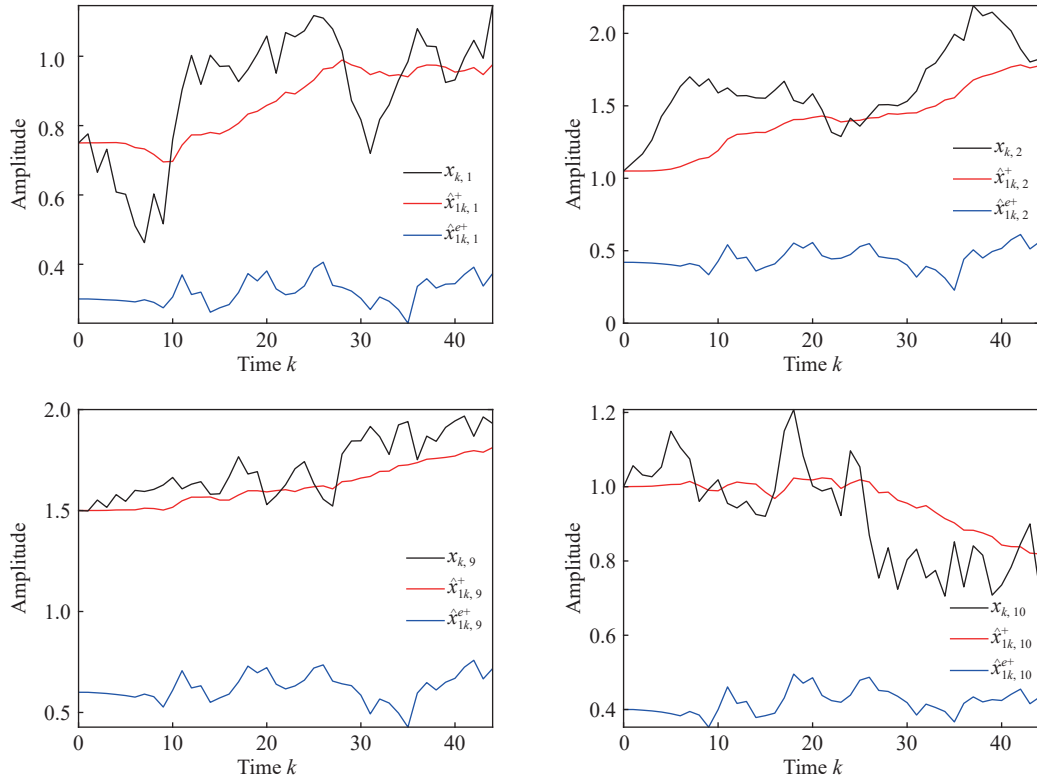 Amplitude
1.0
0.8
0.6
0.4
x_{k, 1}
x̂^{+}_{1k, 1}
x̂^{e+}_{1k, 1}
0 10 20 30 40
Time k
Amplitude
2.0
1.5
1.0
0.5
0
x_{k, 2}
x̂^{+}_{1k, 2}
x̂^{e+}_{1k, 2}
0 10 20 30 40
Time k
Amplitude
2.0
1.5
1.0
0.5
x_{k, 9}
x̂^{+}_{1k, 9}
x̂^{e+}_{1k, 9}
0 10 20 30 40
Time k
Amplitude
1.2
1.0
0.8
0.6
0.4
x_{k, 10}
x̂^{+}_{1k, 10}
x̂^{e+}_{1k, 10}
0 10 20 30 40
Time k